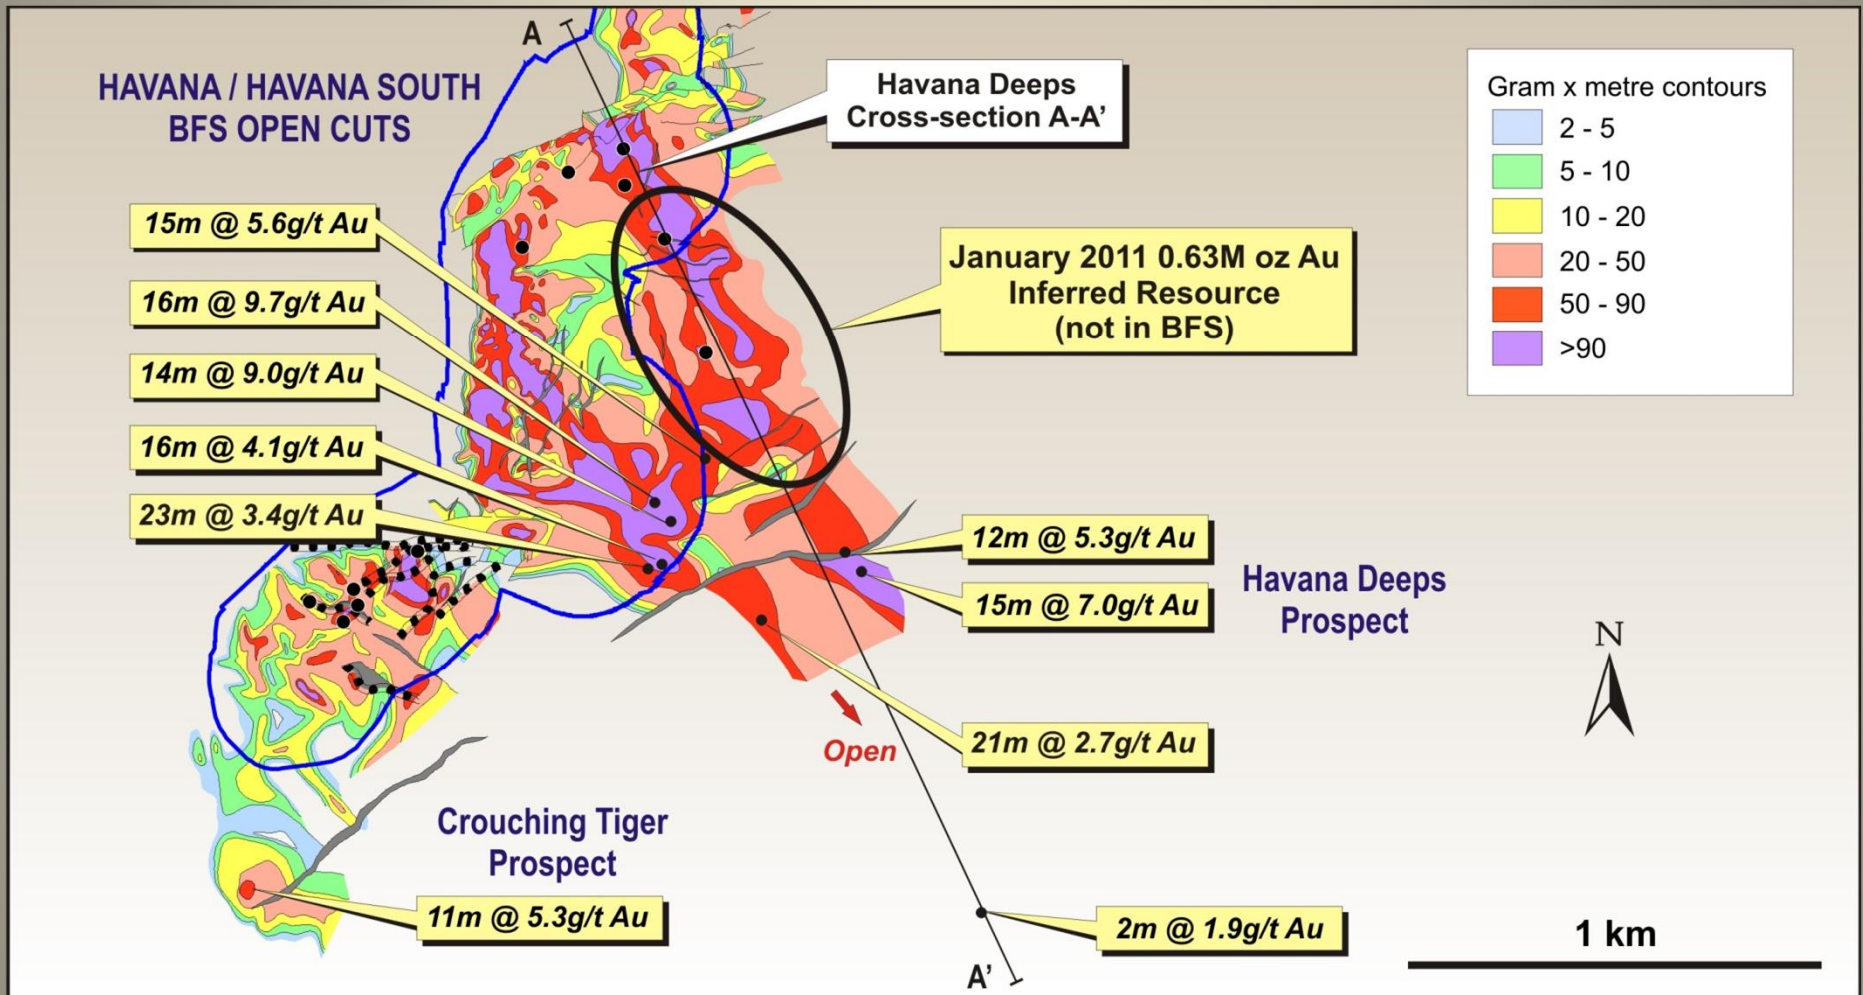 A
HAVANA / HAVANA SOUTH
BFS OPEN CUTS
Havana Deeps
Cross-section A-A’
Gram x metre contours
2 - 5
5 - 10
10 - 20
20 - 50
50 - 90
>90
15m @ 5.6g/t Au
16m @ 9.7g/t Au
14m @ 9.0g/t Au
16m @ 4.1g/t Au
23m @ 3.4g/t Au
January 2011 0.63M oz Au
Inferred Resource
(not in BFS)
12m @ 5.3g/t Au
15m @ 7.0g/t Au
Havana Deeps
Prospect
N
Open
21m @ 2.7g/t Au
Crouching Tiger
Prospect
11m @ 5.3g/t Au
2m @ 1.9g/t Au
1 km
A’